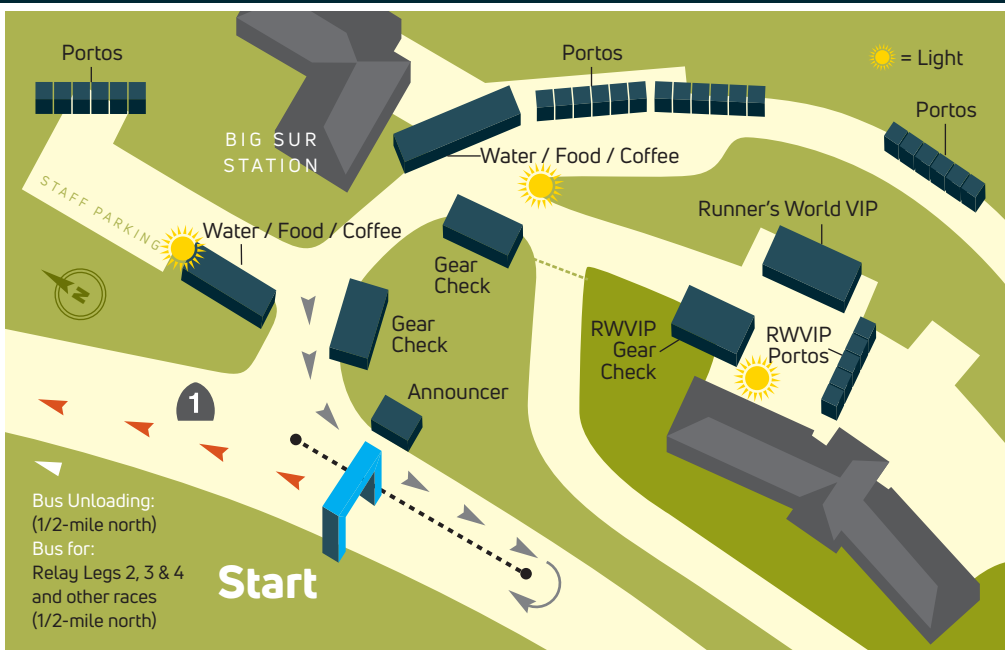 Portos
Portos
= Light
Portos
BIG SUR
STATION
Water / Food / Coffee
STAFF PARKING
Water / Food / Coffee
Runner's World VIP
N
Gear
Check
Gear
Check
RWVIP
Gear
Check
RWVIP
Portos
Announcer
1
Bus Unloading:
(1/2-mile north)
Bus for:
Relay Legs 2, 3 & 4
and other races
(1/2-mile north)
Start